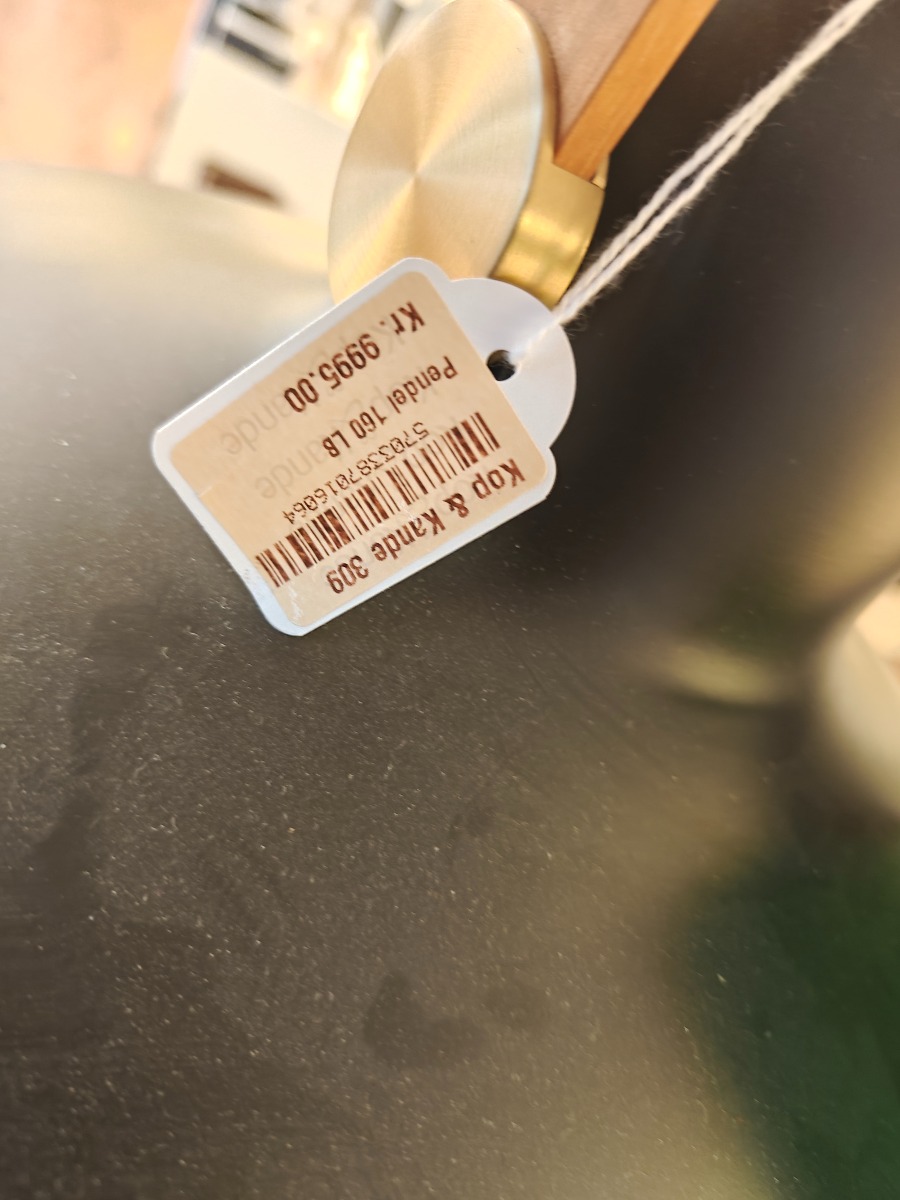 Kop & Kande 309
5703387016064
Pendel 160 LB
Kr. 9995.00